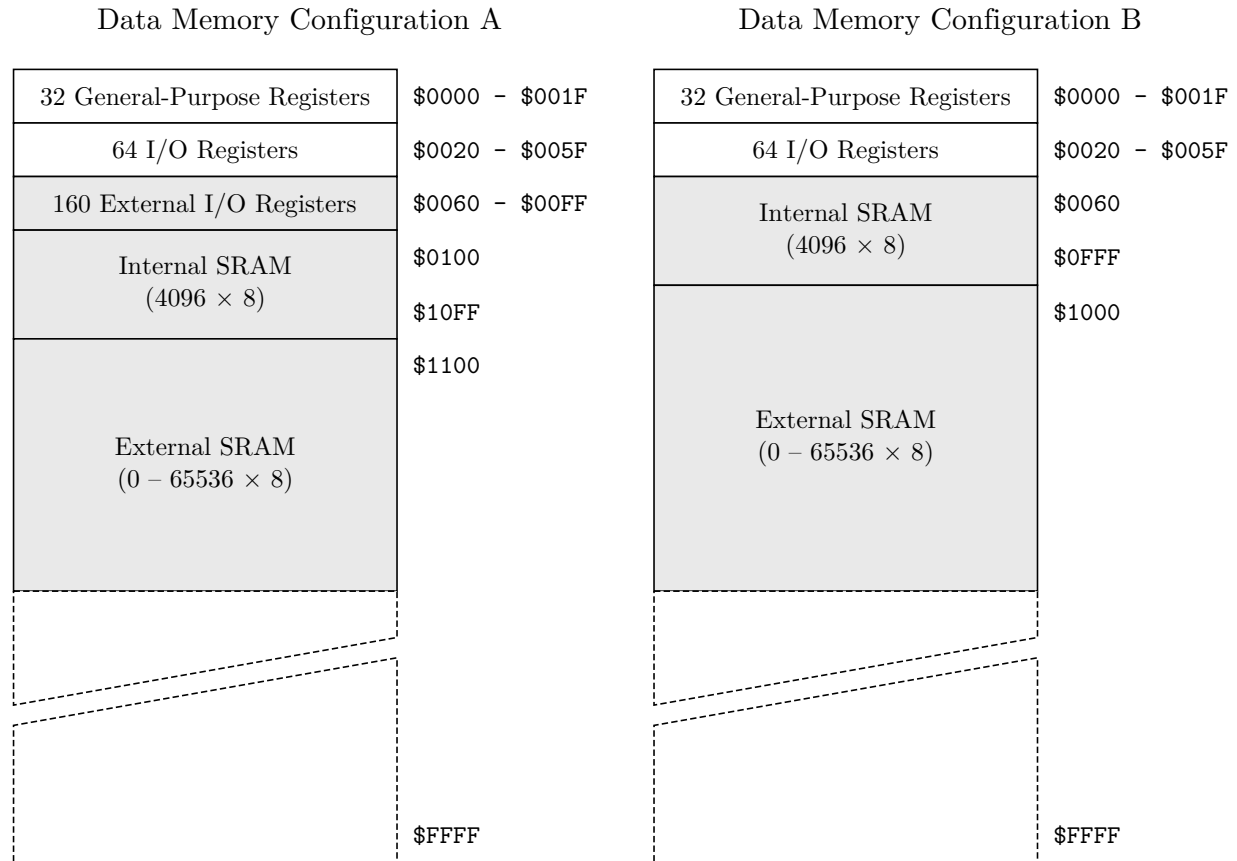 Data Memory Configuration A
32 General-Purpose Registers
$0000 - $001F
64 I/O Registers
$0020 - $005F
160 External I/O Registers
$0060 - $00FF
Internal SRAM
(4096 × 8)
$0100
$10FF
$1100
External SRAM
(0 – 65536 × 8)
$FFFF
Data Memory Configuration B
32 General-Purpose Registers
$0000 - $001F
64 I/O Registers
$0020 - $005F
Internal SRAM
(4096 × 8)
$0060
$0FFF
$1000
External SRAM
(0 – 65536 × 8)
$FFFF